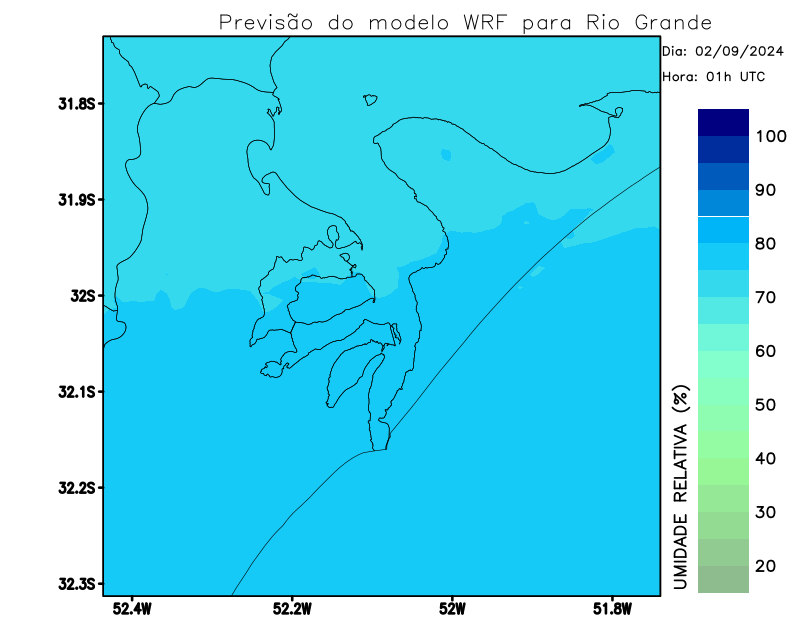 Previsão do modelo WRF para Rio Grande
Dia: 02/09/2024
Hora: 01h UTC
31.8S
31.9S
32S
32.1S
32.2S
32.3S
52.4W
52.2W
52W
51.8W
100
90
80
70
60
50
40
30
20
UMIDADE RELATIVA (%)